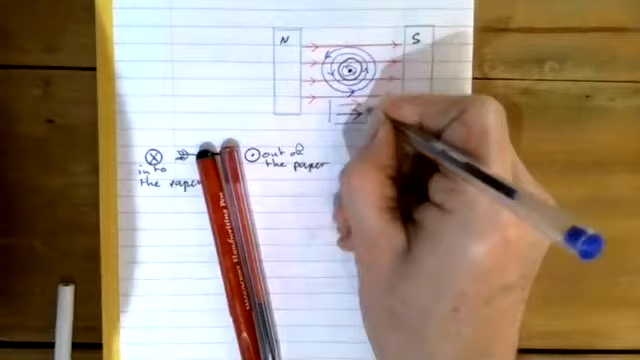 N S
into
the paper
out of
the paper